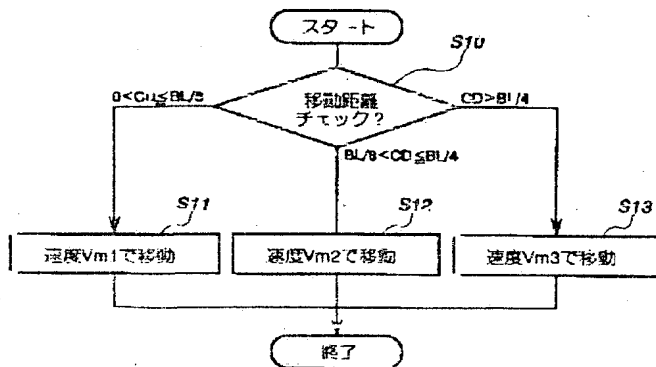 スタート
S10
0<CD≦BL/8
移動距離
チェック?
CD>BL/4
BL/8<CD≦BL/4
S11
S12
S13
速度Vm1で移動
速度Vm2で移動
速度Vm3で移動
終了